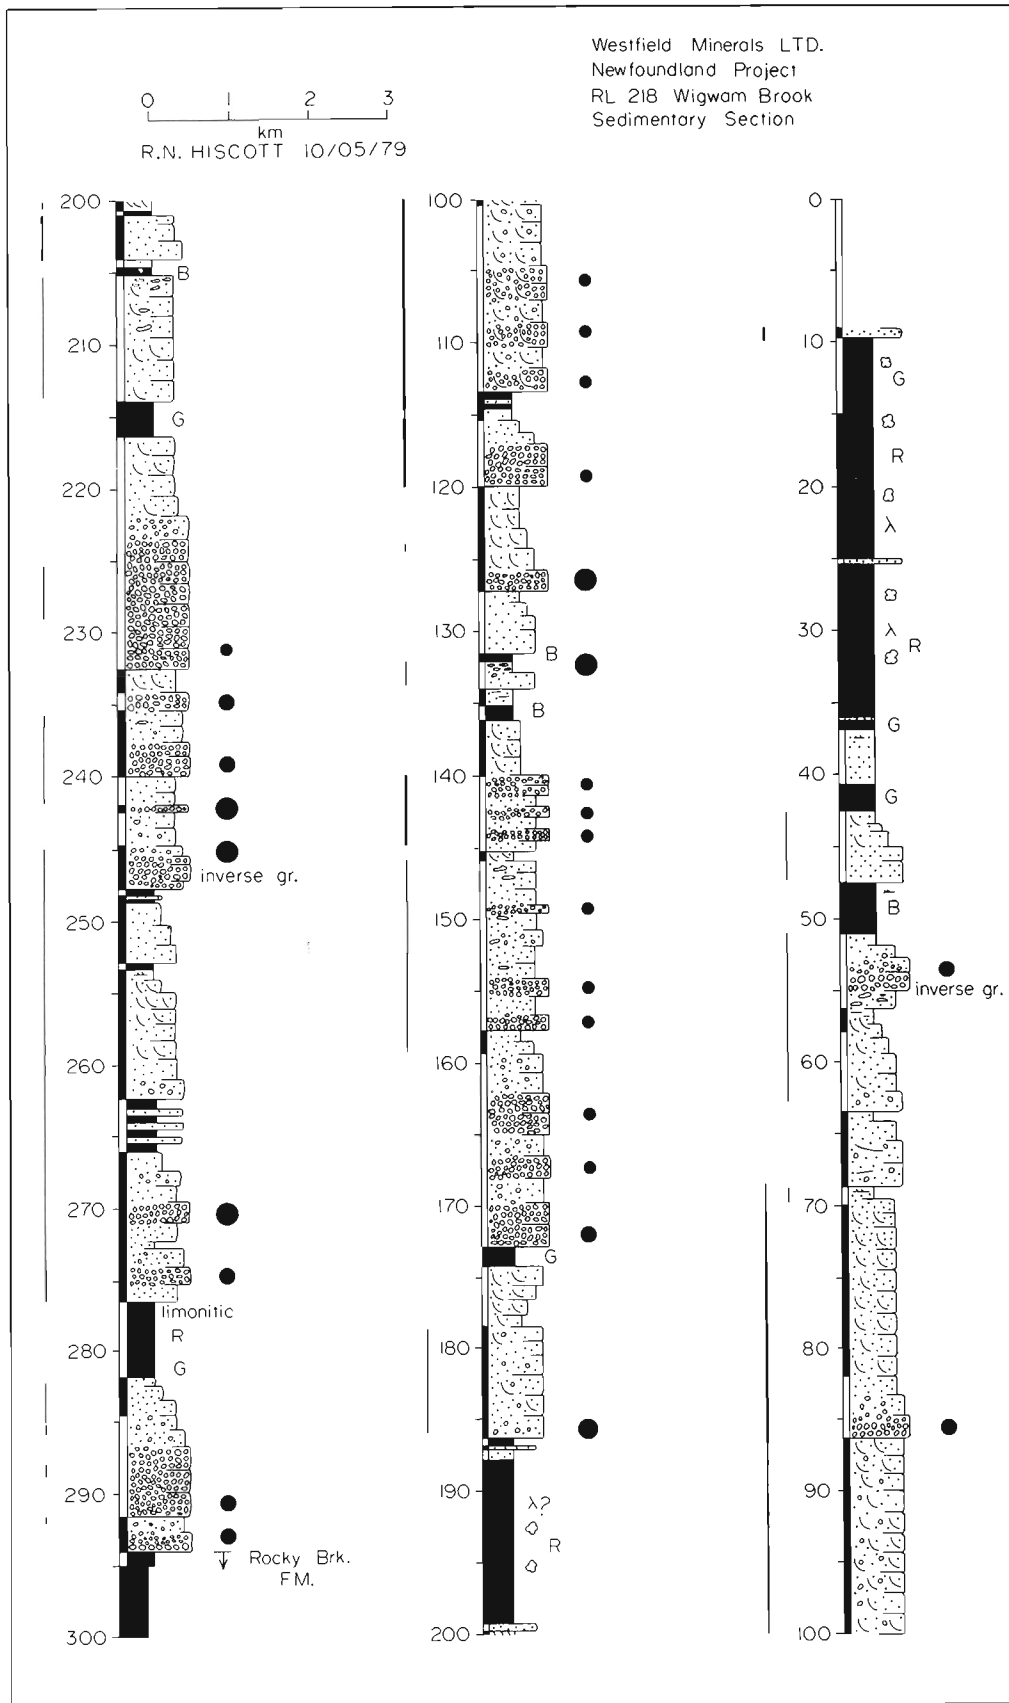 Westfield Minerals LTD.
Newfoundland Project
RL 218 Wigwam Brook
Sedimentary Section
0 1 2 3
km
R.N. HISCOTT 10/05/79
200
B
210
G
220
230
240
inverse gr.
250
260
270
limonitic
R
280
G
290
Rocky Brk.
FM.
300
100
110
120
130
B
B
140
150
160
170
G
180
190
λ?
R
200
0
10
G
R
20
λ
30
λ
R
G
40
G
B
50
inverse gr.
60
70
80
90
100